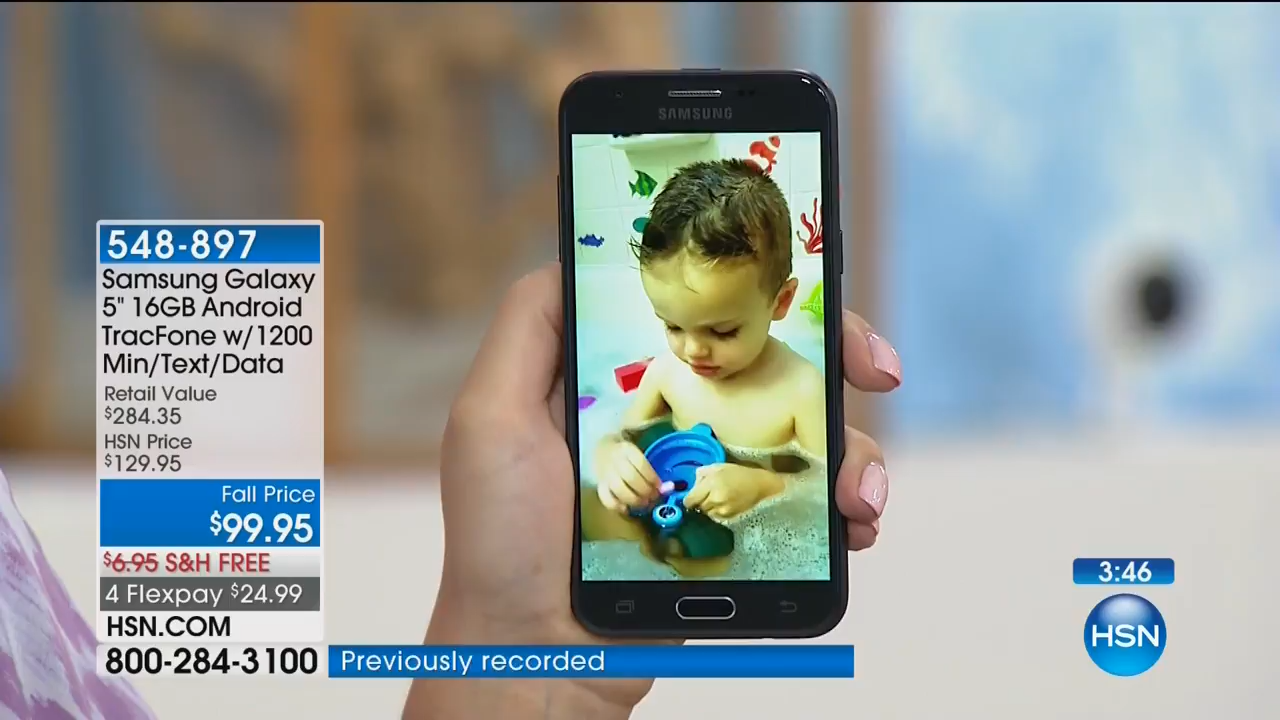 SAMSUNG
548-897
Samsung Galaxy
5" 16GB Android
TracFone w/1200
Min/Text/Data
Retail Value
$284.35
HSN Price
$129.95
Fall Price
$99.95
$6.95 S&H FREE
4 Flexpay $24.99
HSN.COM
800-284-3100
Previously recorded
3:46
HSN